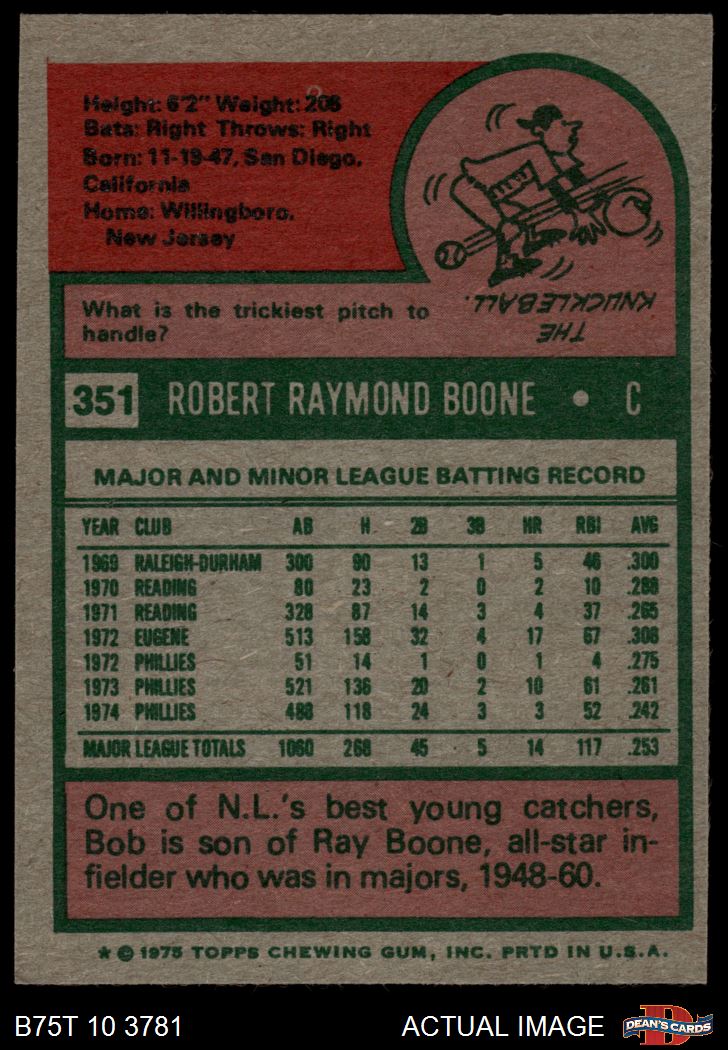 Height: 6'2" Weight: 208
Bats: Right Throws: Right
Born: 11-19-47, San Diego,
California
Home: Willingboro,
New Jersey
What is the trickiest pitch to
handle?
THE
KNUCKLEBALL.
351 ROBERT RAYMOND BOONE • C
MAJOR AND MINOR LEAGUE BATTING RECORD
YEAR CLUB AB H 2B 3B HR RBI AVG
1969 RALEIGH-DURHAM 300 90 13 1 5 46 .300
1970 READING 80 23 2 0 2 10 .288
1971 READING 328 87 14 3 4 37 .265
1972 EUGENE 513 158 32 4 17 67 .308
1972 PHILLIES 51 14 1 0 1 4 .275
1973 PHILLIES 521 136 20 2 10 61 .261
1974 PHILLIES 488 118 24 3 3 52 .242
MAJOR LEAGUE TOTALS 1060 268 45 5 14 117 .253
One of N.L.'s best young catchers,
Bob is son of Ray Boone, all-star in-
fielder who was in majors, 1948-60.
★ © 1975 TOPPS CHEWING GUM, INC. PRTD IN U.S.A.
B75T 10 3781 ACTUAL IMAGE D DEAN'S CARDS